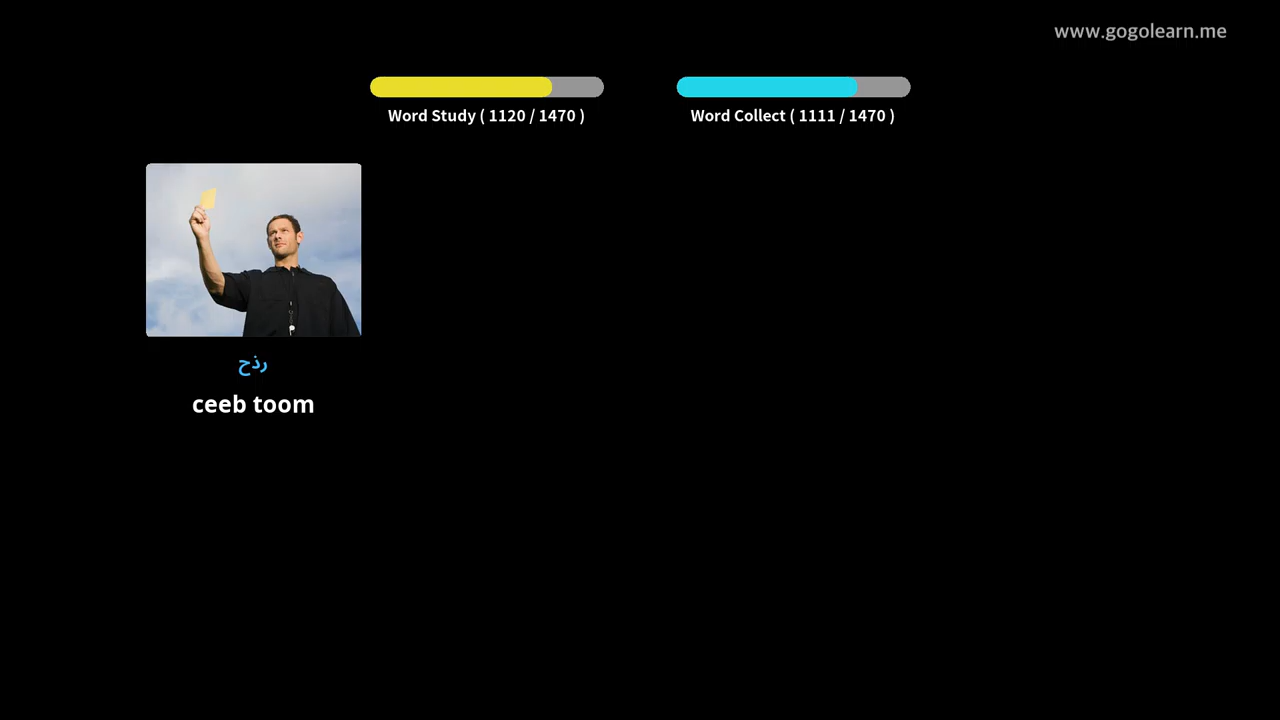 www.gogolearn.me
Word Study ( 1120 / 1470 )
Word Collect ( 1111 / 1470 )
رذح
ceeb toom